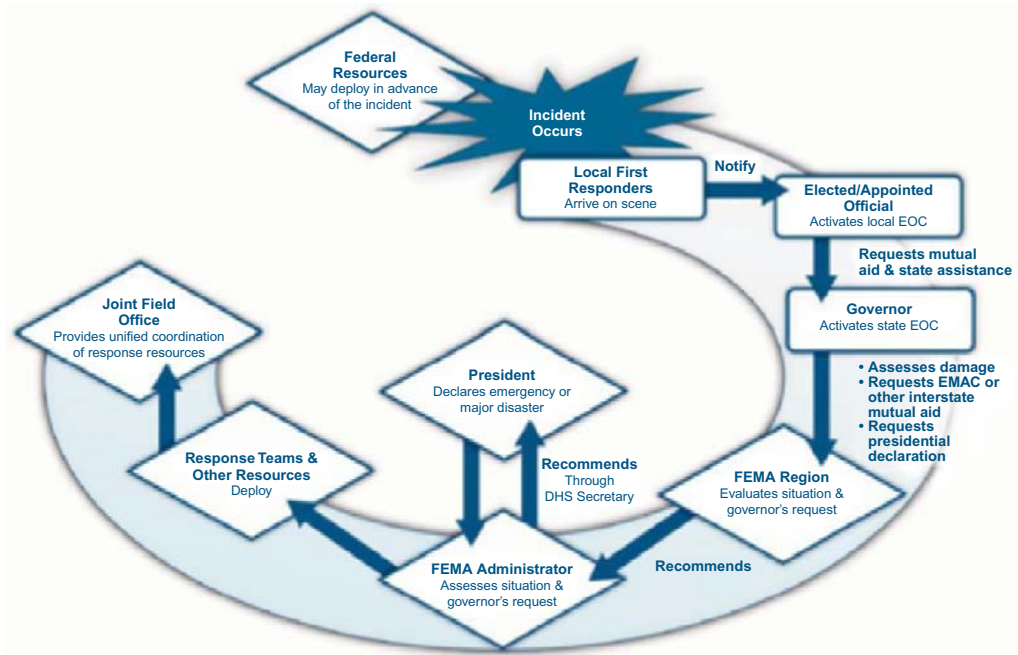 Federal
Resources
May deploy in advance
of the incident
Incident
Occurs
Local First
Responders
Arrive on scene
Notify
Elected/Appointed
Official
Activates local EOC
Requests mutual
aid & state assistance
Governor
Activates state EOC
• Assesses damage
• Requests EMAC or
other interstate
mutual aid
• Requests
presidential
declaration
FEMA Region
Evaluates situation &
governor's request
Recommends
FEMA Administrator
Assesses situation &
governor's request
Recommends
Through
DHS Secretary
President
Declares emergency or
major disaster
Response Teams &
Other Resources
Deploy
Joint Field
Office
Provides unified coordination
of response resources